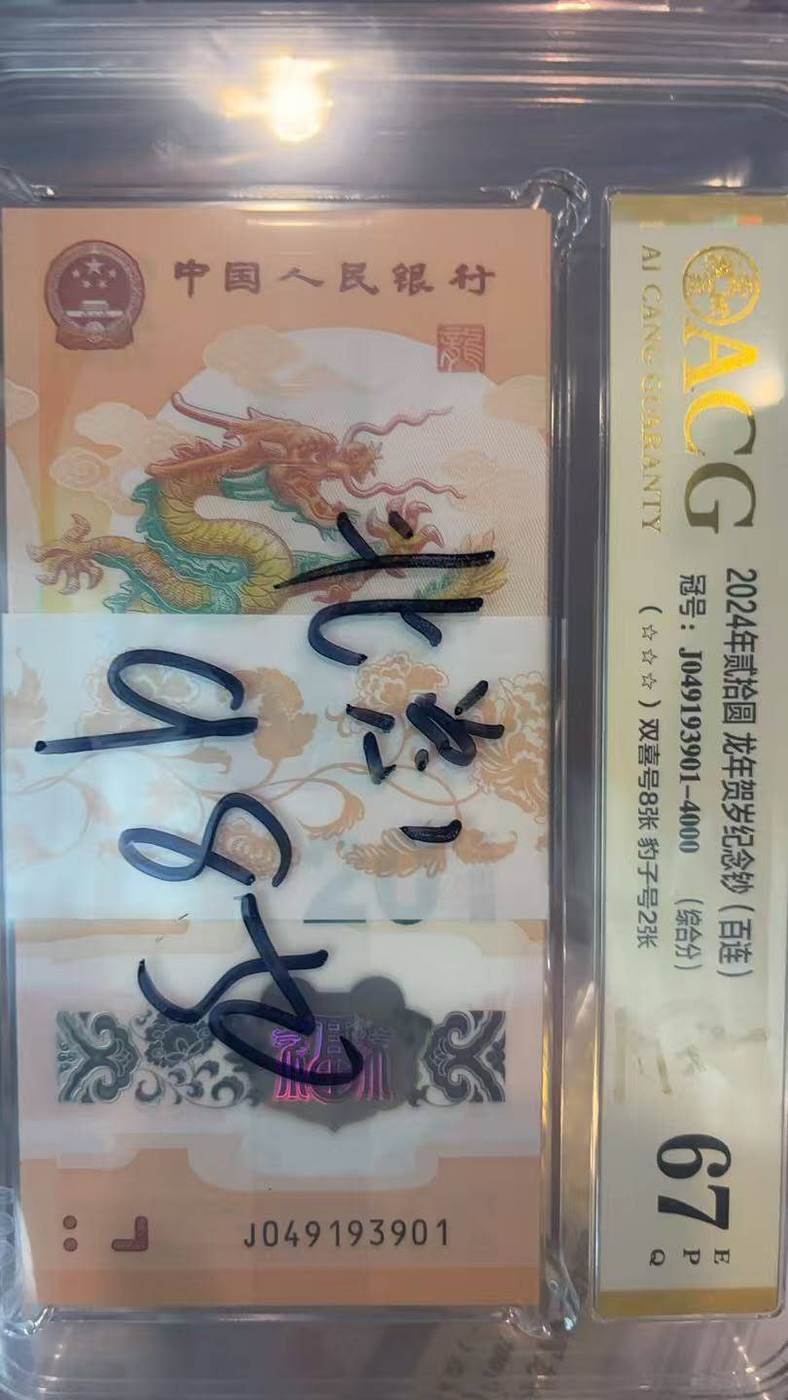 中国人民银行
龍
福
J049193901
ACG
AI CANG GUARANTY
2024年贰拾圆 龙年贺岁纪念钞（百连）
冠号：J049193901-4000 （综合分）
（☆☆☆）双喜号8张 豹子号2张
67
E
P
Q